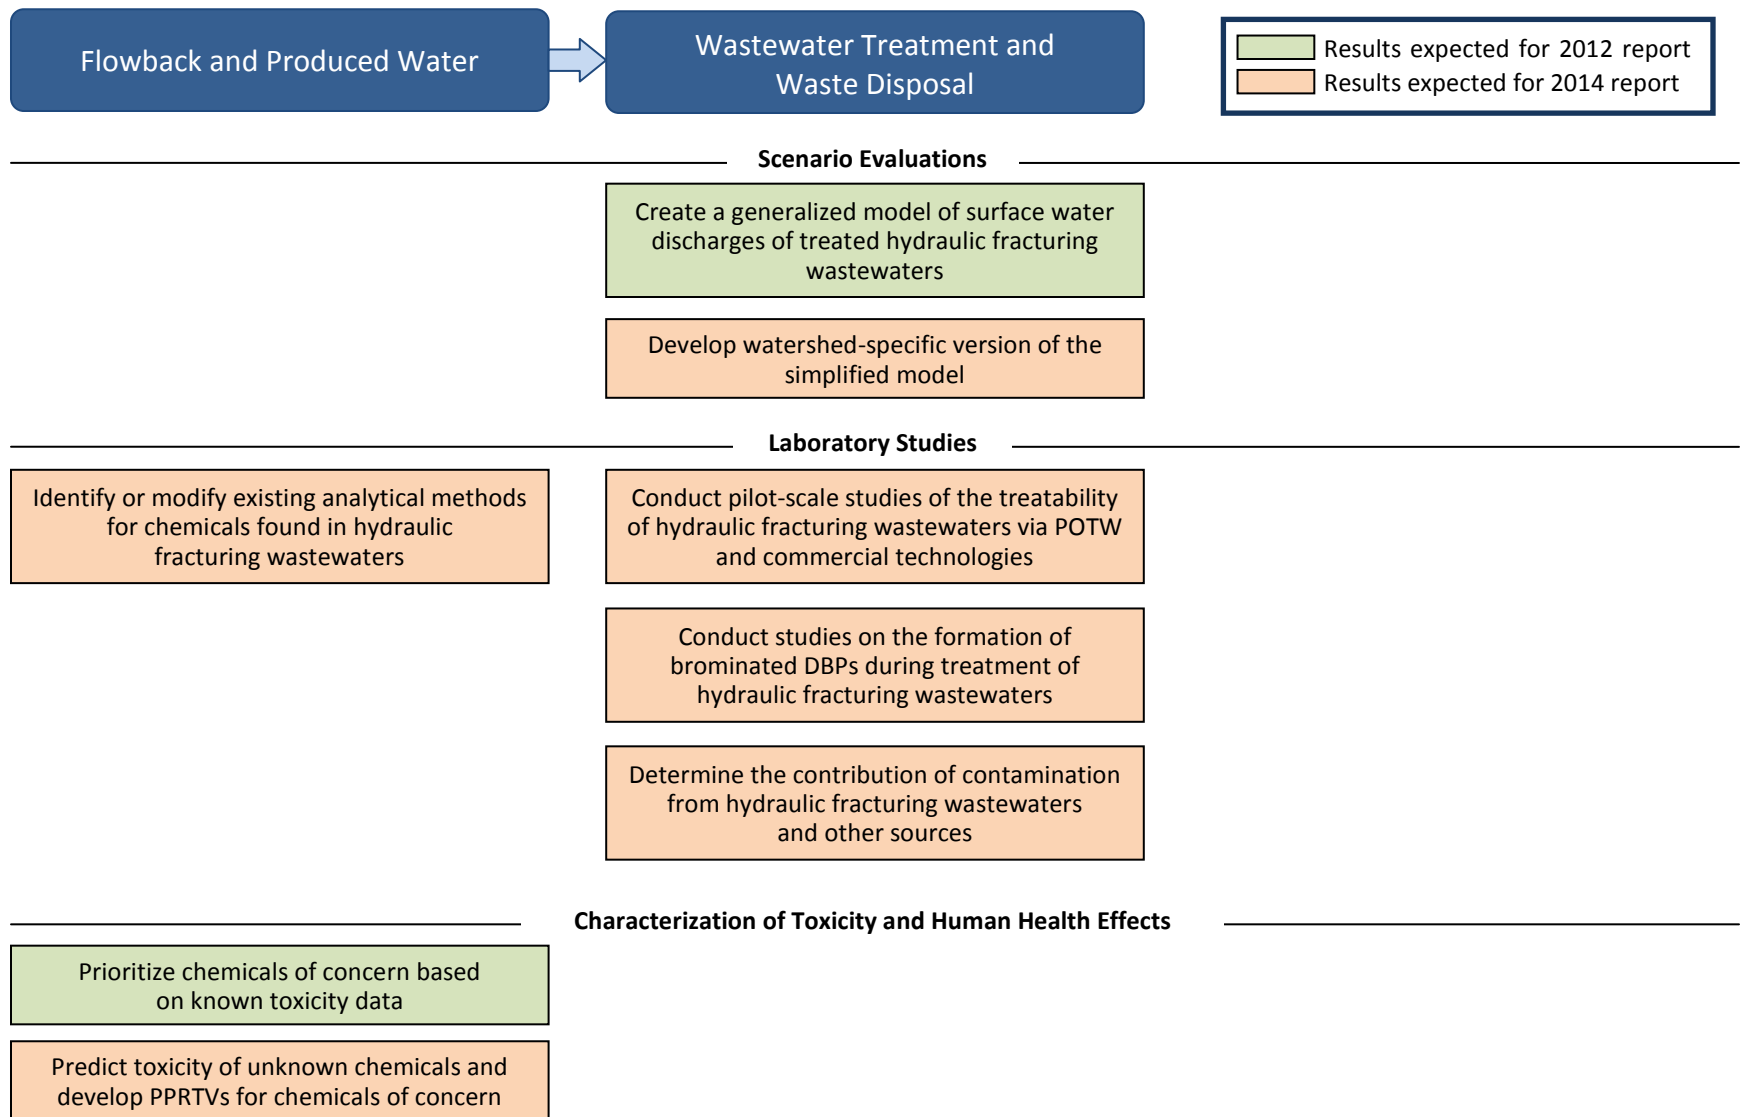 Flowback and Produced Water
Wastewater Treatment and
Waste Disposal
Results expected for 2012 report
Results expected for 2014 report
Scenario Evaluations
Create a generalized model of surface water
discharges of treated hydraulic fracturing
wastewaters
Develop watershed-specific version of the
simplified model
Laboratory Studies
Identify or modify existing analytical methods
for chemicals found in hydraulic
fracturing wastewaters
Conduct pilot-scale studies of the treatability
of hydraulic fracturing wastewaters via POTW
and commercial technologies
Conduct studies on the formation of
brominated DBPs during treatment of
hydraulic fracturing wastewaters
Determine the contribution of contamination
from hydraulic fracturing wastewaters
and other sources
Characterization of Toxicity and Human Health Effects
Prioritize chemicals of concern based
on known toxicity data
Predict toxicity of unknown chemicals and
develop PPRTVs for chemicals of concern